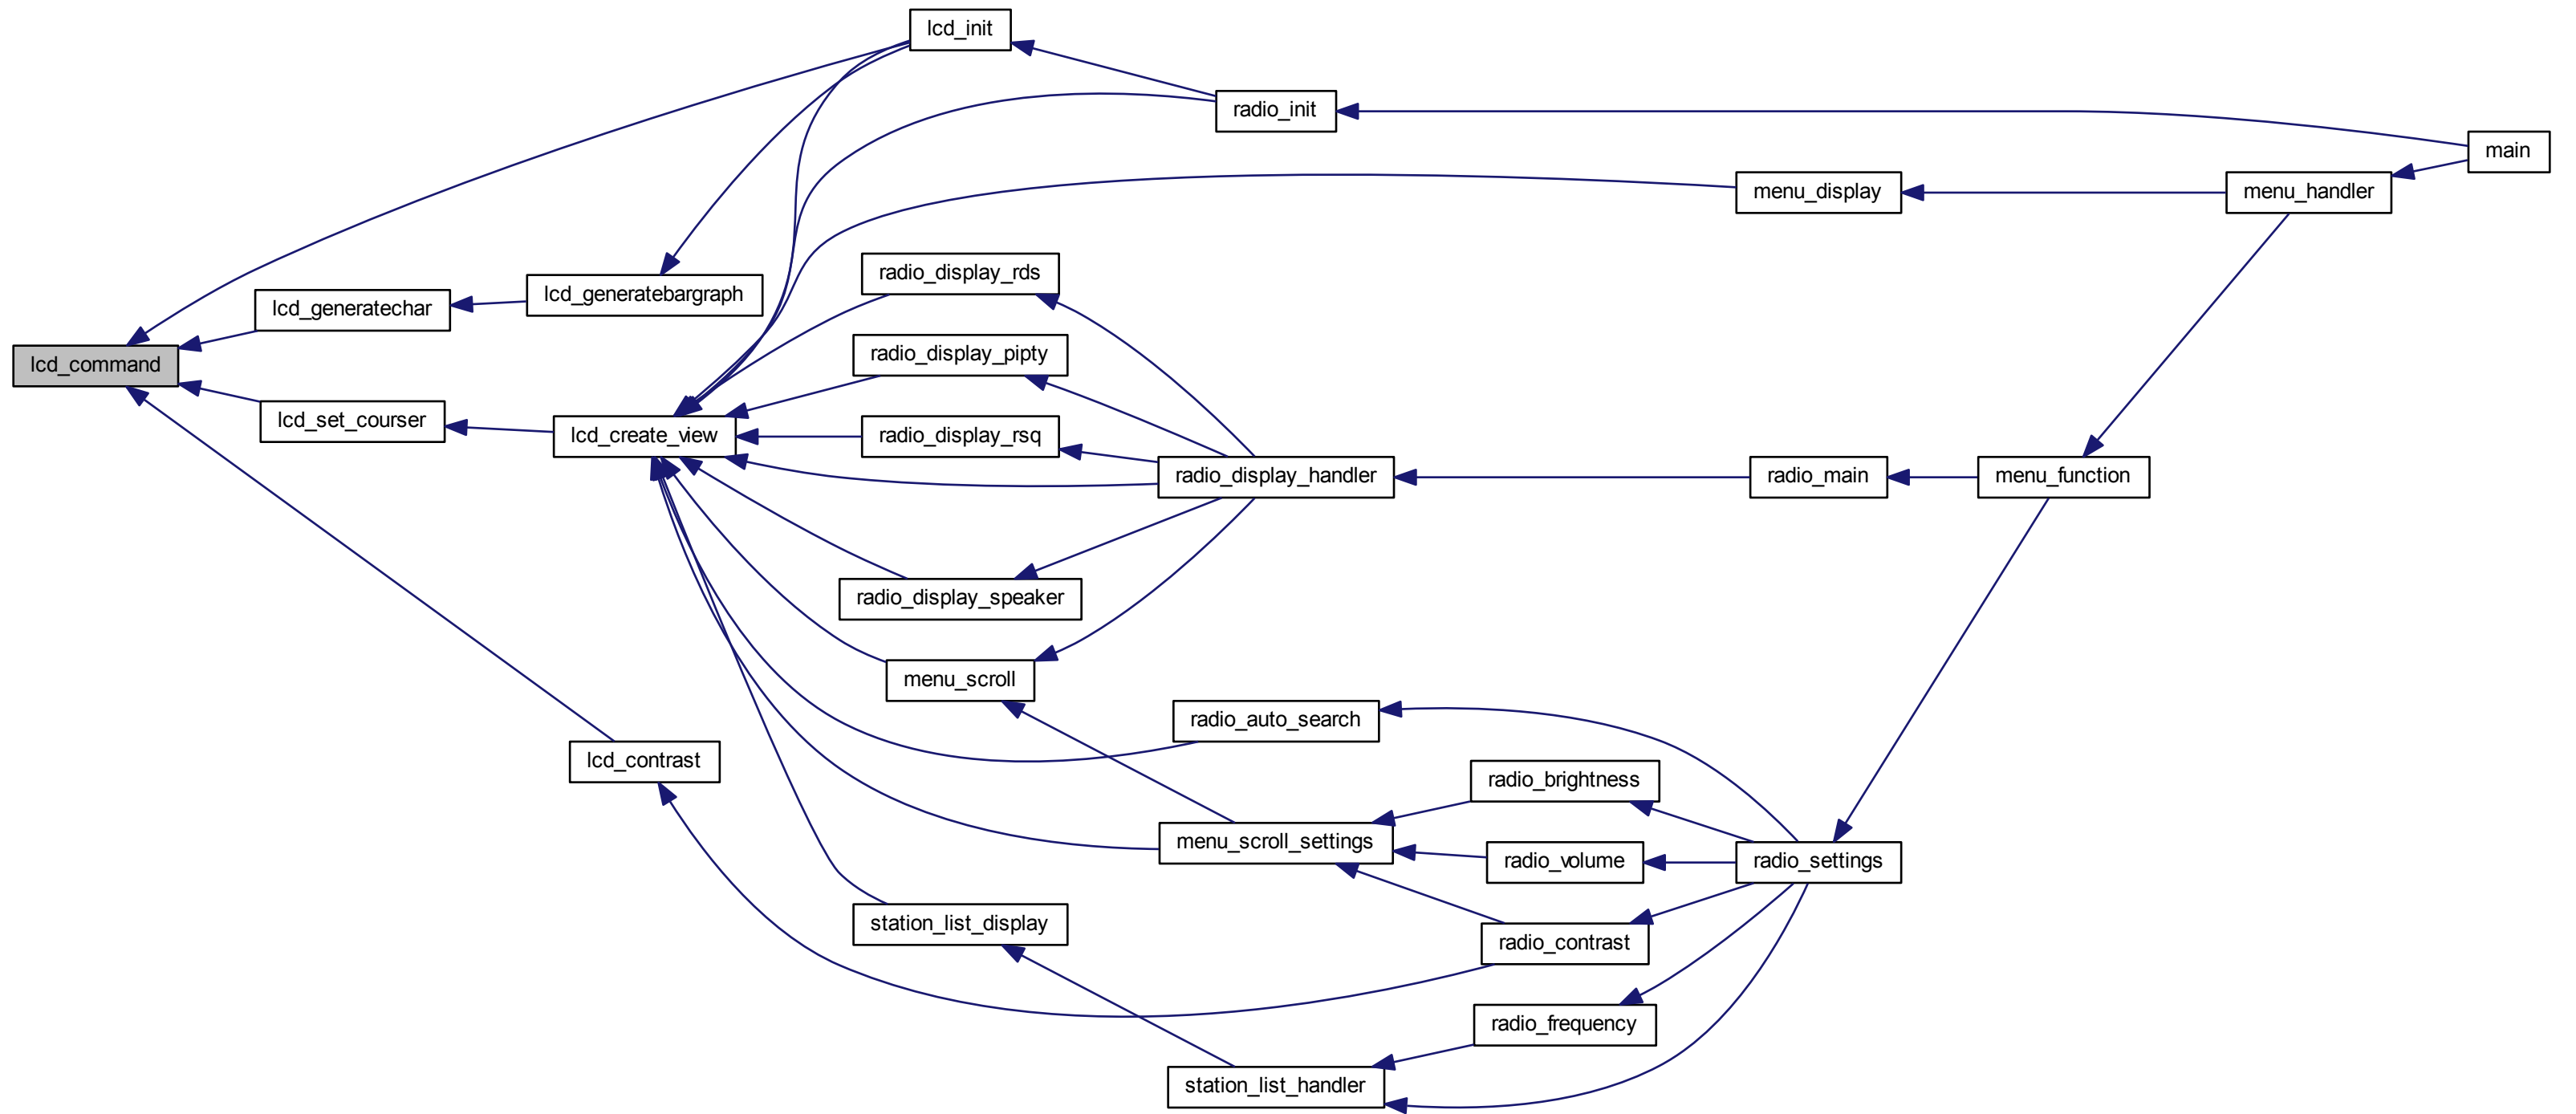 lcd_init
radio_init
main
menu_display
menu_handler
radio_display_rds
lcd_generatebargraph
lcd_generatechar
radio_display_pipty
lcd_command
lcd_set_courser
lcd_create_view
radio_display_rsq
radio_display_handler
radio_main
menu_function
radio_display_speaker
menu_scroll
radio_auto_search
lcd_contrast
radio_brightness
menu_scroll_settings
radio_volume
radio_settings
station_list_display
radio_contrast
radio_frequency
station_list_handler